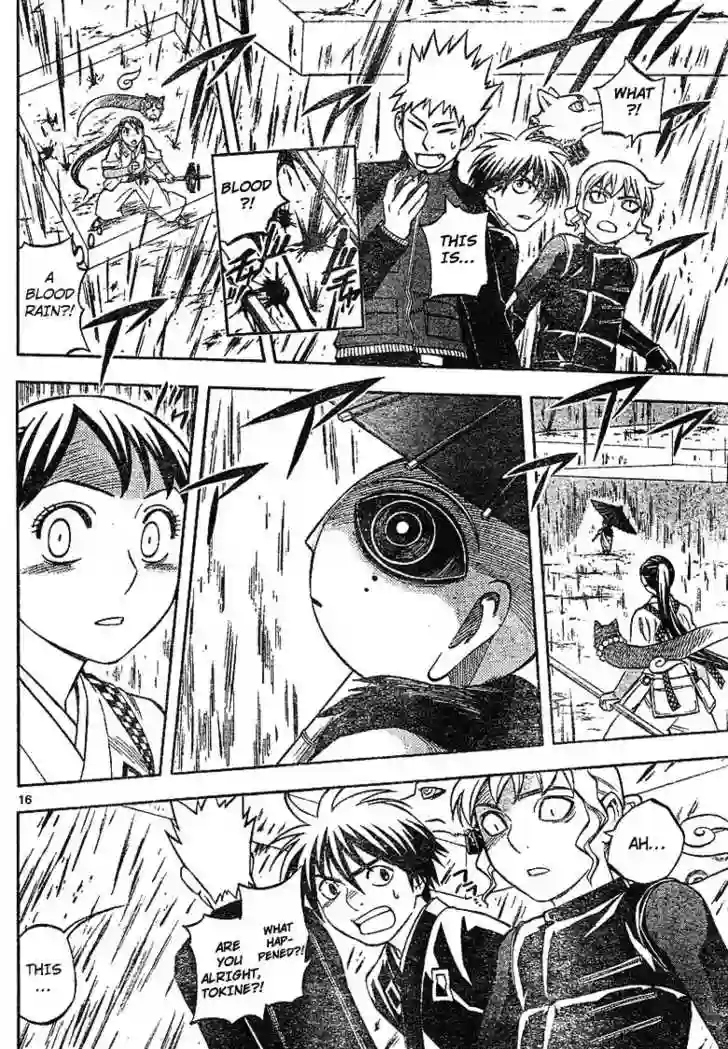 WHAT
?!
THIS
IS...
BLOOD
?!
A
BLOOD
RAIN?!
16
AH...
WHAT
HAP-
PENED?!
ARE
YOU
ALRIGHT,
TOKINE?!
THIS
...